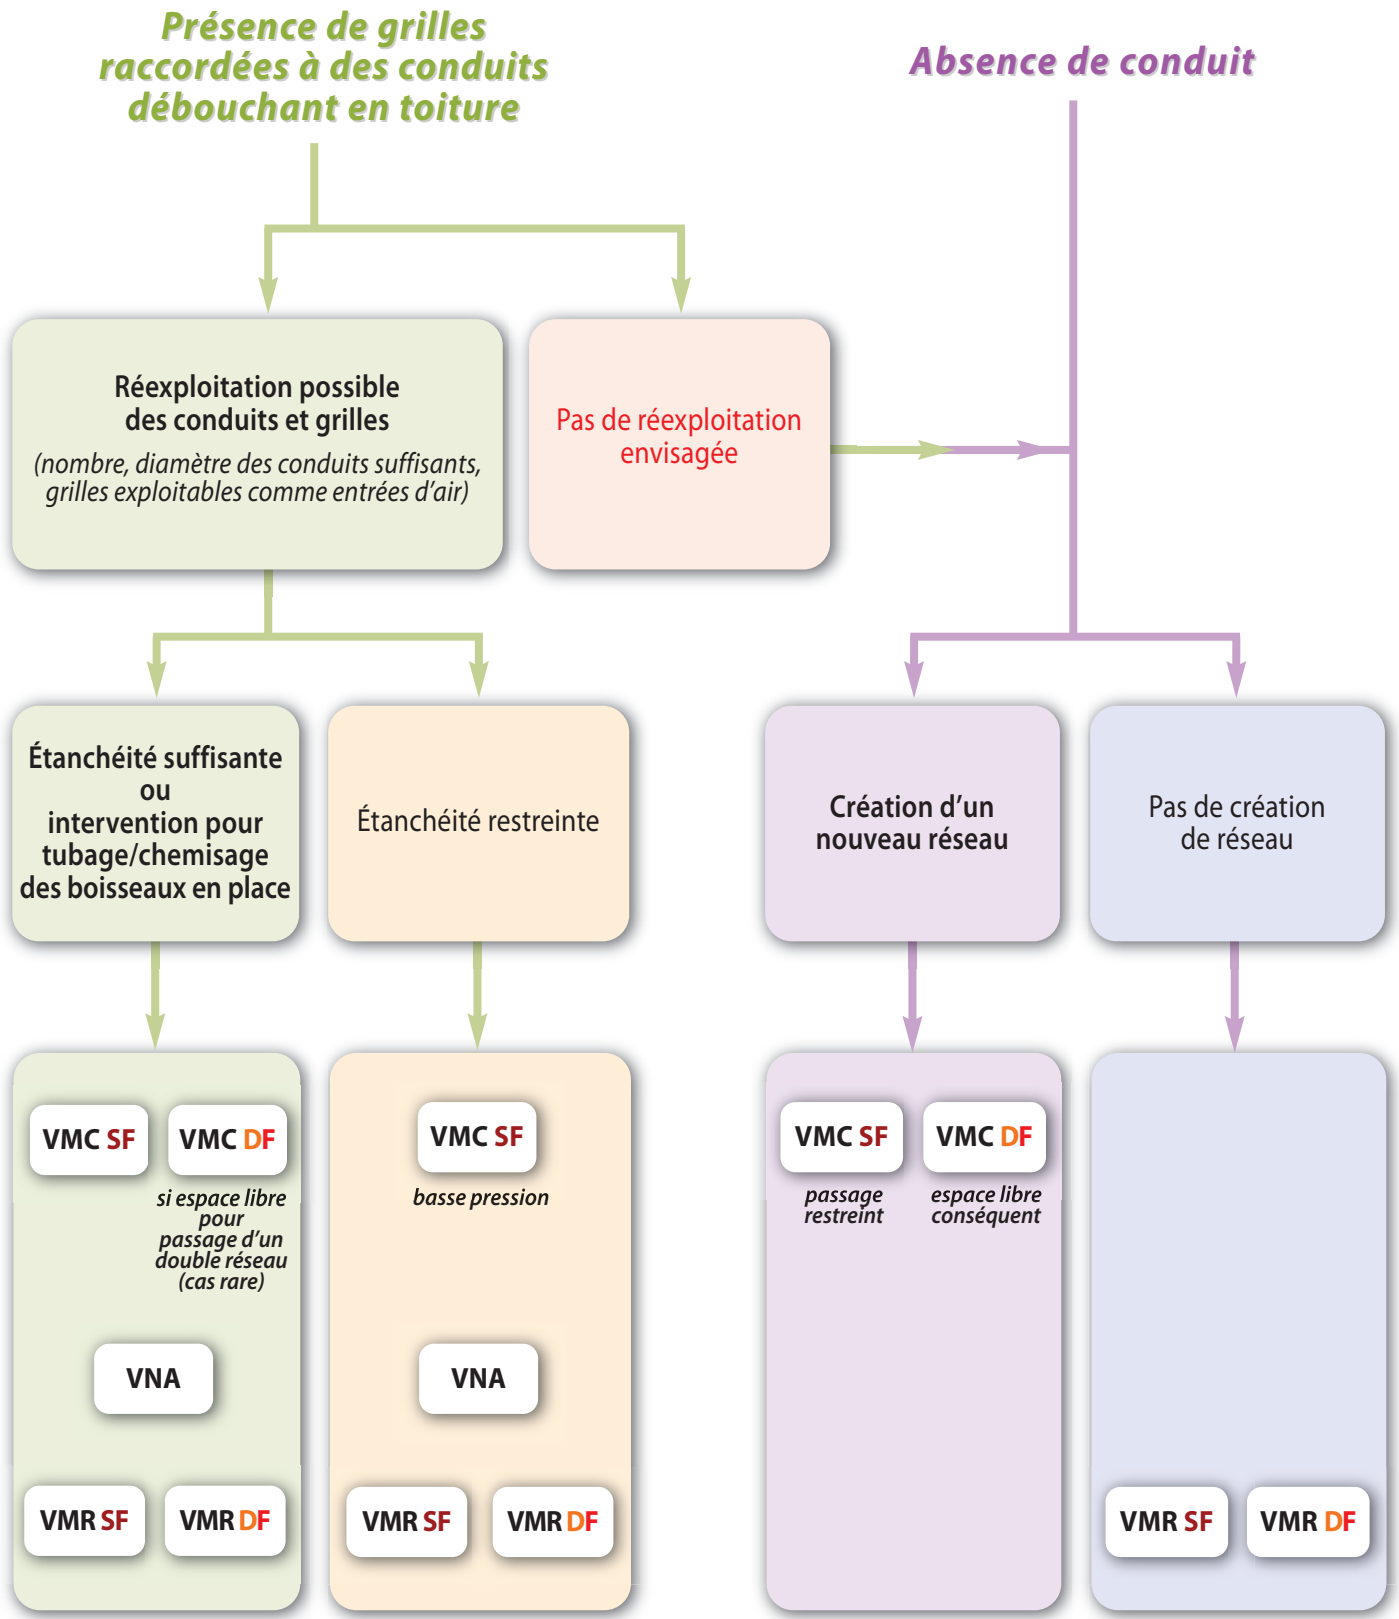 Présence de grilles
raccordées à des conduits
débouchant en toiture
Absence de conduit
Réexploitation possible
des conduits et grilles
(nombre, diamètre des conduits suffisants,
grilles exploitables comme entrées d'air)
Pas de réexploitation
envisagée
Étanchéité suffisante
ou
intervention pour
tubage/chemisage
des boisseaux en place
Étanchéité restreinte
Création d'un
nouveau réseau
Pas de création
de réseau
VMC SF
VMC DF
si espace libre
pour
passage d'un
double réseau
(cas rare)
VNA
VMR SF
VMR DF
VMC SF
basse pression
VNA
VMR SF
VMR DF
VMC SF
passage
restreint
VMC DF
espace libre
conséquent
VMR SF
VMR DF